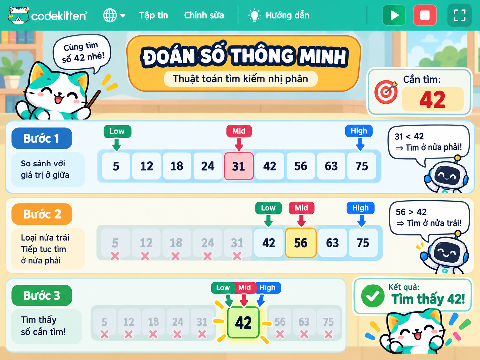 codekitten
Tập tin
Chỉnh sửa
Hướng dẫn
Cùng tìm
số 42 nhé!
ĐOÁN SỐ THÔNG MINH
Thuật toán tìm kiếm nhị phân
Cần tìm:
42
Bước 1
So sánh với
giá trị ở giữa
Low
Mid
High
5 12 18 24 31 42 56 63 75
31 < 42
⇒ Tìm ở nửa phải!
Bước 2
Loại nửa trái
Tiếp tục tìm
ở nửa phải
Low
Mid
High
5 12 18 24 31 42 56 63 75
56 > 42
⇒ Tìm ở nửa trái!
Bước 3
Tìm thấy
số cần tìm!
Low
Mid
High
5 12 18 24 31 42 56 63 75
Kết quả:
Tìm thấy 42!